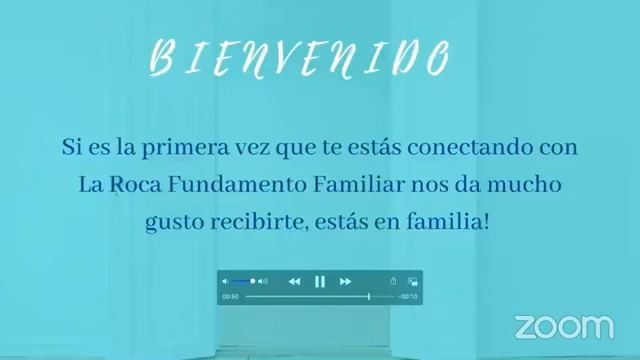 BIENVENIDO
Si es la primera vez que te estás conectando con
La Roca Fundamento Familiar nos da mucho
gusto recibirte, estás en familia!
00:50
-00:10
zoom